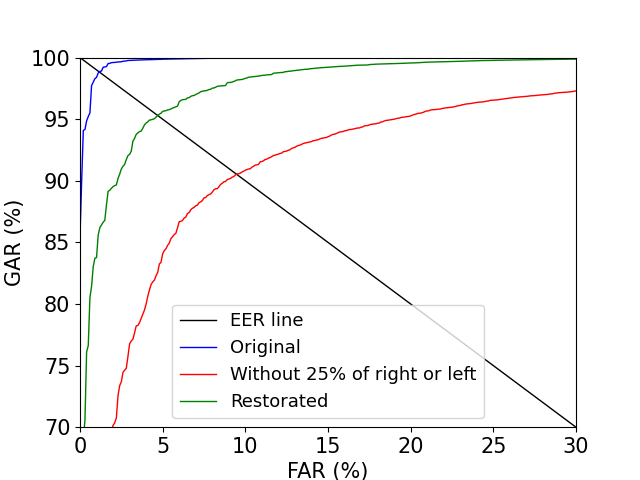 100
95
90
85
80
75
70
GAR (%)
EER line
Original
Without 25% of right or left
Restorated
0 5 10 15 20 25 30
FAR (%)